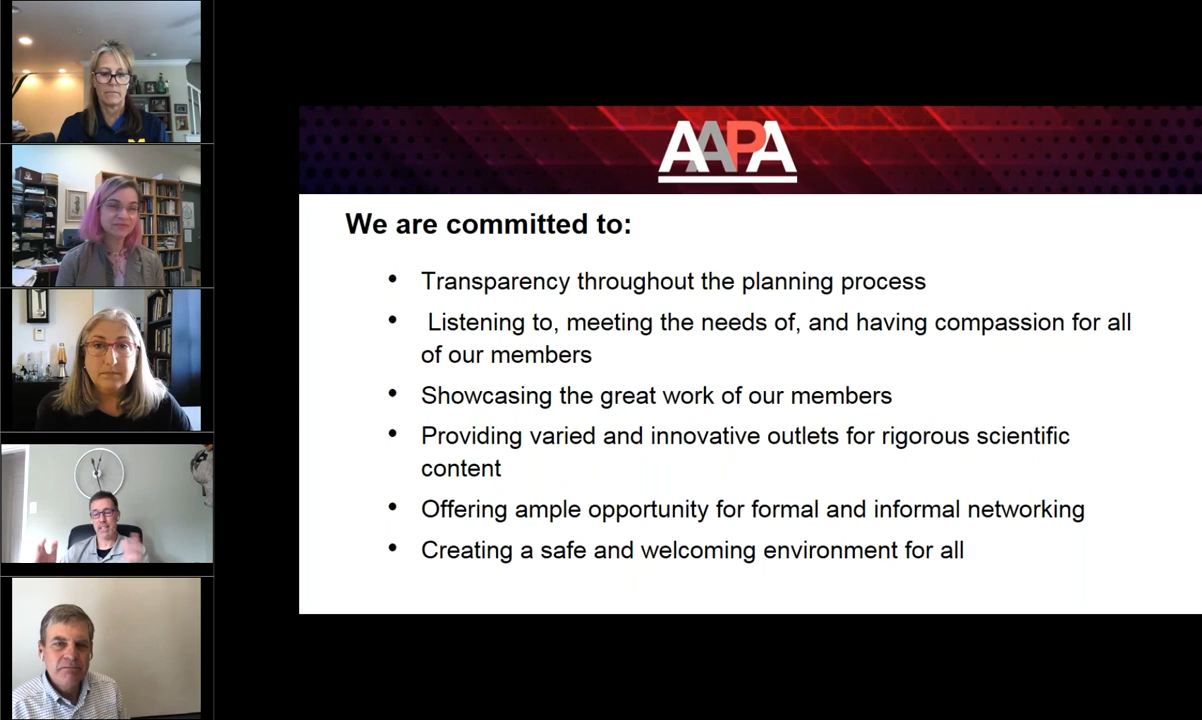 AAPA
We are committed to:
• Transparency throughout the planning process
• Listening to, meeting the needs of, and having compassion for all
of our members
• Showcasing the great work of our members
• Providing varied and innovative outlets for rigorous scientific
content
• Offering ample opportunity for formal and informal networking
• Creating a safe and welcoming environment for all